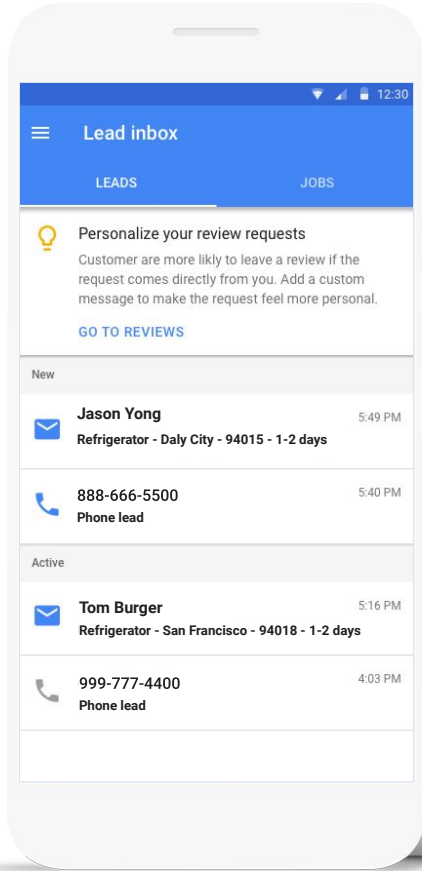 12:30
Lead inbox
LEADS JOBS
Personalize your review requests
Customer are more likly to leave a review if the
request comes directly from you. Add a custom
message to make the request feel more personal.
GO TO REVIEWS
New
Jason Yong 5:49 PM
Refrigerator - Daly City - 94015 - 1-2 days
888-666-5500 5:40 PM
Phone lead
Active
Tom Burger 5:16 PM
Refrigerator - San Francisco - 94018 - 1-2 days
999-777-4400 4:03 PM
Phone lead